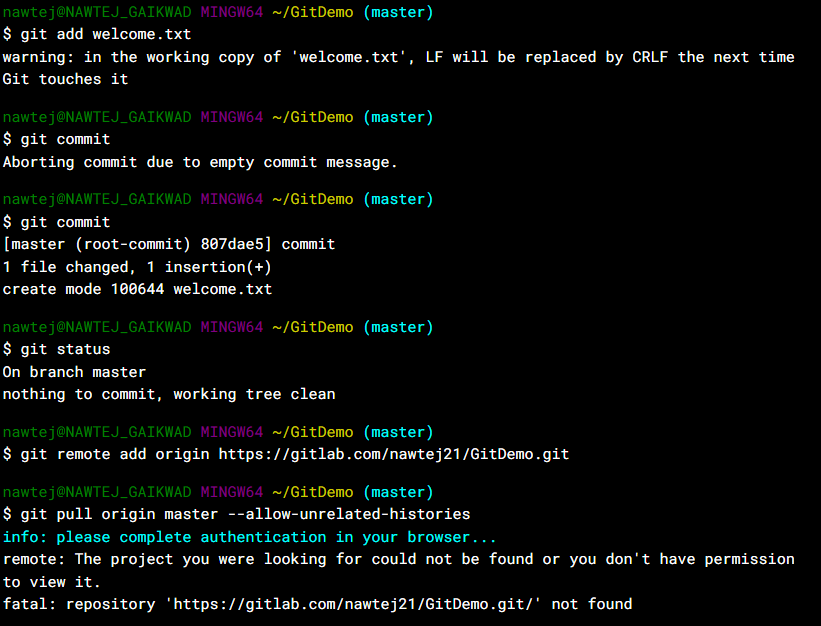 nawtej@NAWTEJ_GAIKWAD MINGW64 ~/GitDemo (master)
$ git add welcome.txt
warning: in the working copy of 'welcome.txt', LF will be replaced by CRLF the next time
Git touches it
nawtej@NAWTEJ_GAIKWAD MINGW64 ~/GitDemo (master)
$ git commit
Aborting commit due to empty commit message.
nawtej@NAWTEJ_GAIKWAD MINGW64 ~/GitDemo (master)
$ git commit
[master (root-commit) 807dae5] commit
1 file changed, 1 insertion(+)
create mode 100644 welcome.txt
nawtej@NAWTEJ_GAIKWAD MINGW64 ~/GitDemo (master)
$ git status
On branch master
nothing to commit, working tree clean
nawtej@NAWTEJ_GAIKWAD MINGW64 ~/GitDemo (master)
$ git remote add origin https://gitlab.com/nawtej21/GitDemo.git
nawtej@NAWTEJ_GAIKWAD MINGW64 ~/GitDemo (master)
$ git pull origin master --allow-unrelated-histories
info: please complete authentication in your browser...
remote: The project you were looking for could not be found or you don't have permission
to view it.
fatal: repository 'https://gitlab.com/nawtej21/GitDemo.git/' not found